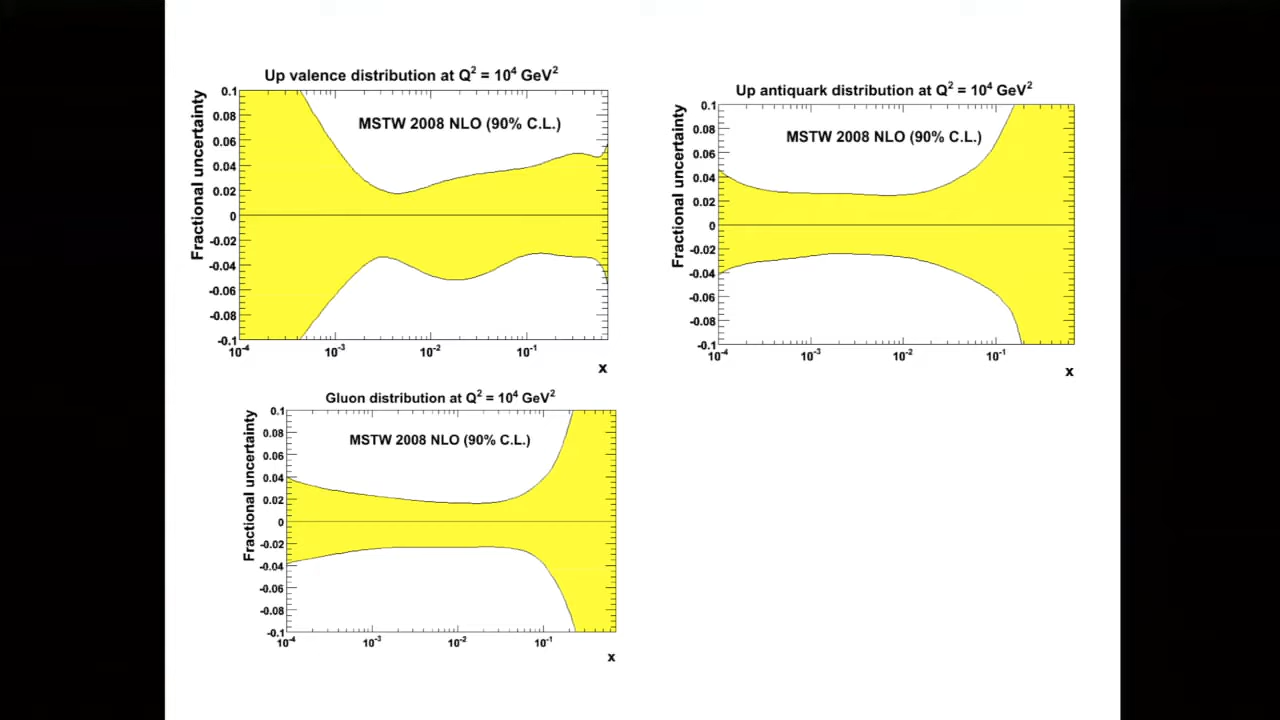 Up valence distribution at Q² = 10⁴ GeV²
Fractional uncertainty
MSTW 2008 NLO (90% C.L.)
0.1
0.08
0.06
0.04
0.02
0
-0.02
-0.04
-0.06
-0.08
-0.1
10⁻⁴ 10⁻³ 10⁻² 10⁻¹
x
Up antiquark distribution at Q² = 10⁴ GeV²
Fractional uncertainty
MSTW 2008 NLO (90% C.L.)
0.1
0.08
0.06
0.04
0.02
0
-0.02
-0.04
-0.06
-0.08
-0.1
10⁻⁴ 10⁻³ 10⁻² 10⁻¹
x
Gluon distribution at Q² = 10⁴ GeV²
Fractional uncertainty
MSTW 2008 NLO (90% C.L.)
0.1
0.08
0.06
0.04
0.02
0
-0.02
-0.04
-0.06
-0.08
-0.1
10⁻⁴ 10⁻³ 10⁻² 10⁻¹
x